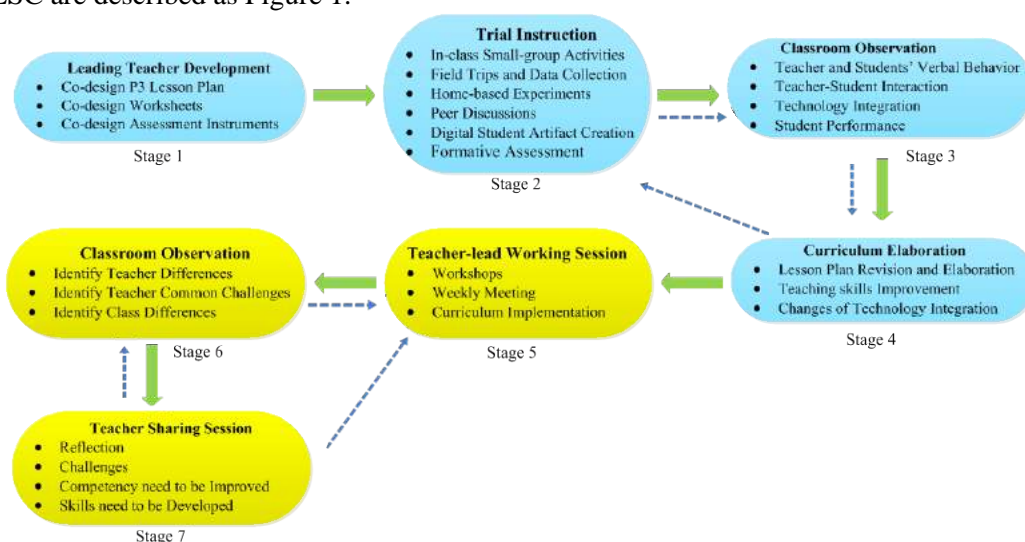 ESC are described as Figure 1.
Leading Teacher Development
• Co-design P3 Lesson Plan
• Co-design Worksheets
• Co-design Assessment Instruments
Stage 1
Trial Instruction
• In-class Small-group Activities
• Field Trips and Data Collection
• Home-based Experiments
• Peer Discussions
• Digital Student Artifact Creation
• Formative Assessment
Stage 2
Classroom Observation
• Teacher and Students' Verbal Behavior
• Teacher-Student Interaction
• Technology Integration
• Student Performance
Stage 3
Curriculum Elaboration
• Lesson Plan Revision and Elaboration
• Teaching skills Improvement
• Changes of Technology Integration
Stage 4
Teacher-lead Working Session
• Workshops
• Weekly Meeting
• Curriculum Implementation
Stage 5
Classroom Observation
• Identify Teacher Differences
• Identify Teacher Common Challenges
• Identify Class Differences
Stage 6
Teacher Sharing Session
• Reflection
• Challenges
• Competency need to be Improved
• Skills need to be Developed
Stage 7